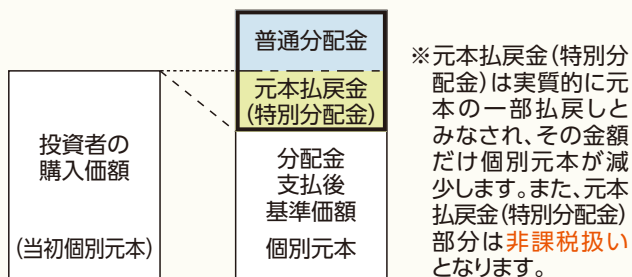 普通分配金
元本払戻金
(特別分配金)
投資者の
購入価額
(当初個別元本)
分配金
支払後
基準価額
個別元本
※元本払戻金(特別分
配金)は実質的に元
本の一部払戻しと
みなされ、その金額
だけ個別元本が減
少します。また、元本
払戻金(特別分配金)
部分は非課税扱い
となります。